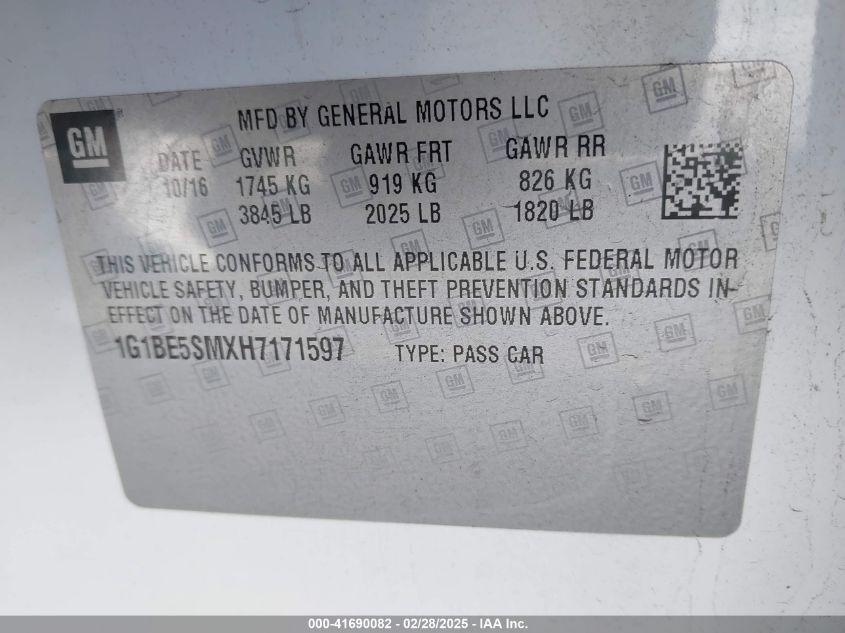 GM
MFD BY GENERAL MOTORS LLC
DATE GVWR GAWR FRT GAWR RR
10/16 1745 KG 919 KG 826 KG
3845 LB 2025 LB 1820 LB
THIS VEHICLE CONFORMS TO ALL APPLICABLE U.S. FEDERAL MOTOR
VEHICLE SAFETY, BUMPER, AND THEFT PREVENTION STANDARDS IN
EFFECT ON THE DATE OF MANUFACTURE SHOWN ABOVE.
1G1BE5SMXH7171597 TYPE: PASS CAR
000-41690082 - 02/28/2025 - IAA Inc.